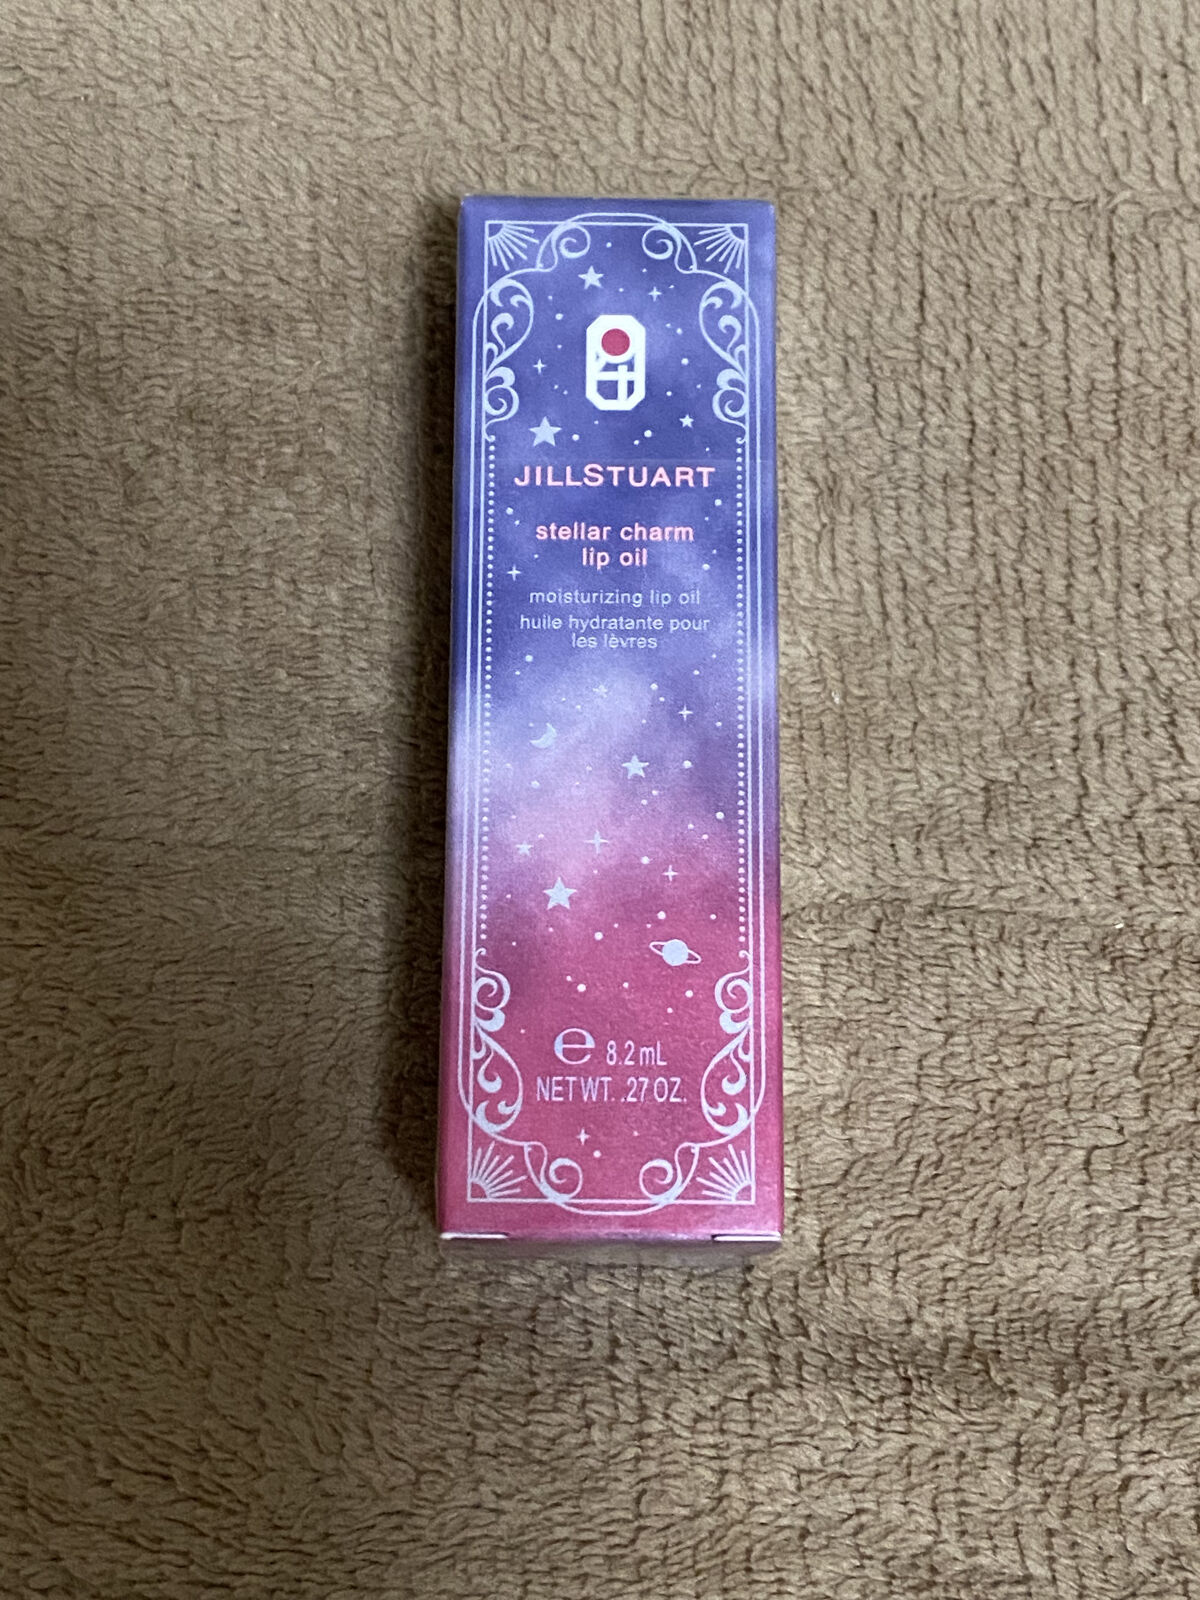 JILLSTUART
stellar charm
lip oil
moisturizing lip oil
huile hydratante pour
les lèvres
℮ 8.2 mL
NET WT. .27 OZ.